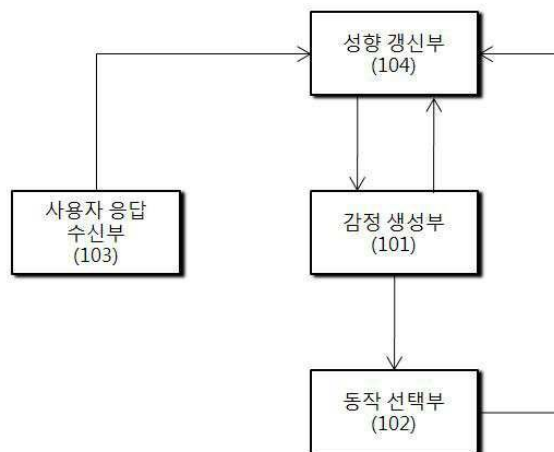 성향 갱신부
(104)
사용자 응답
수신부
(103)
감정 생성부
(101)
동작 선택부
(102)